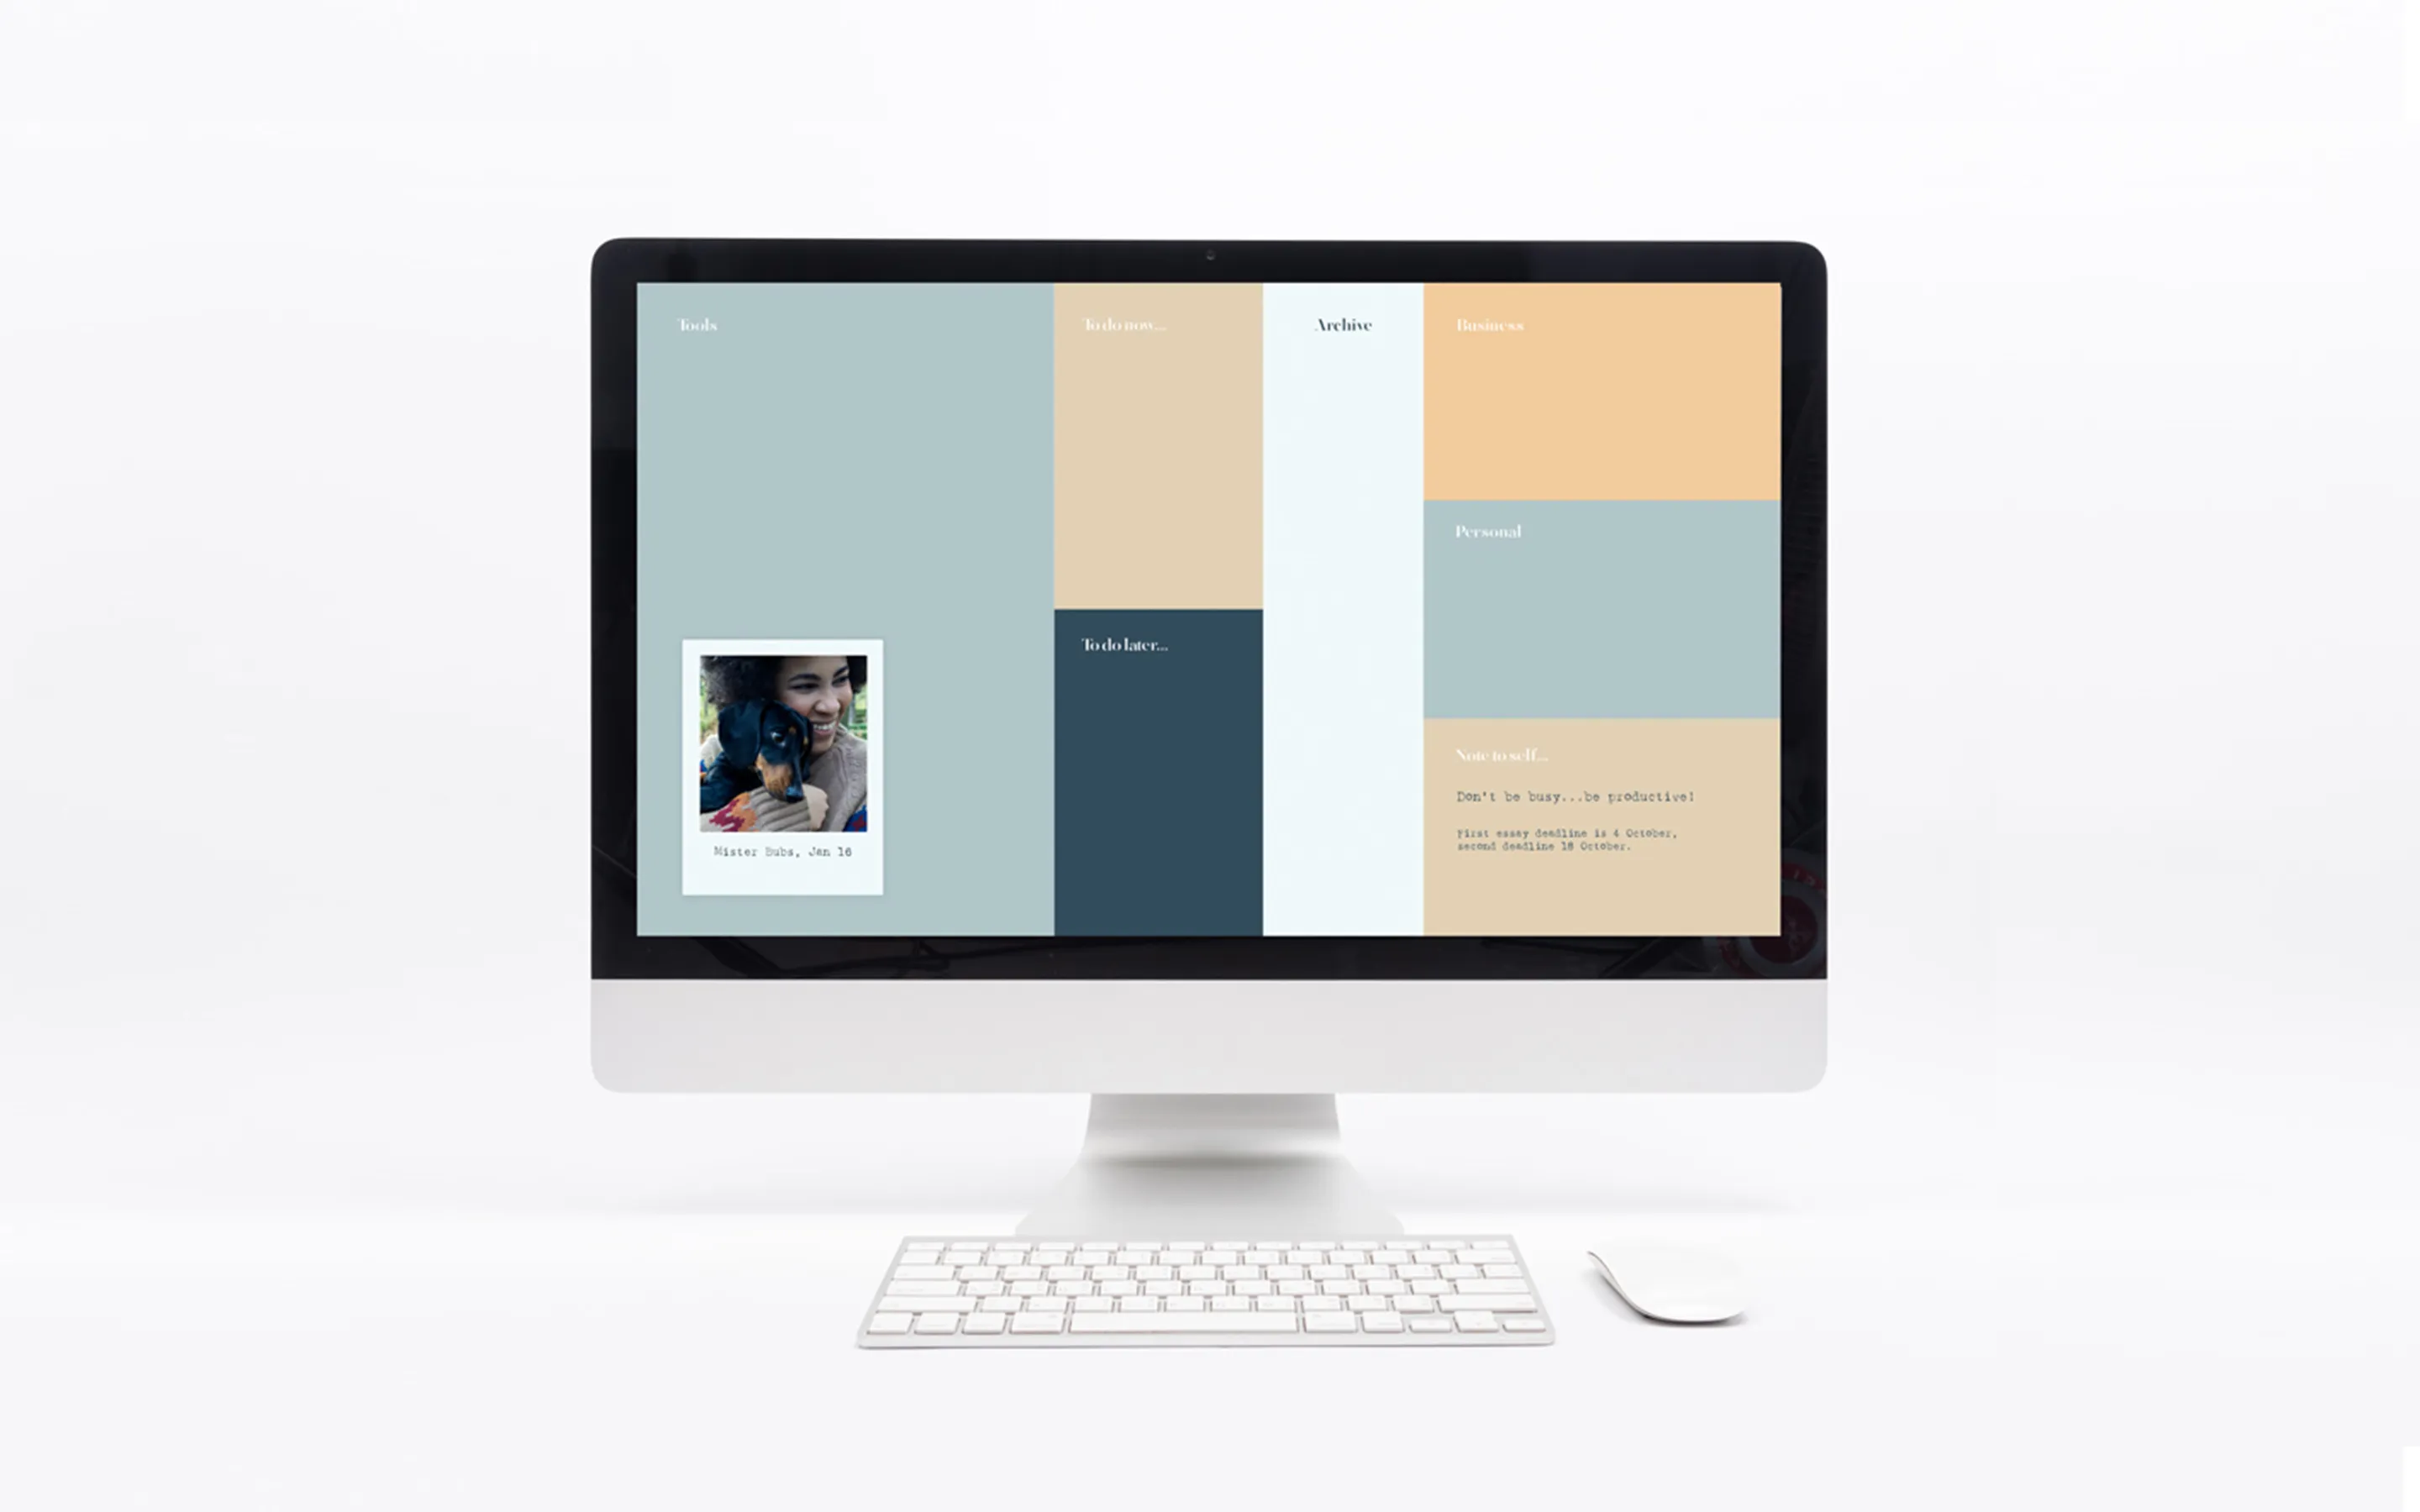 Tools
To do now...
Archive
Business
Personal
To do later...
Note to self...
Don't be busy...be productive!
First essay deadline is 4 October,
second deadline 18 October.
Mister Bubs, Jan 16